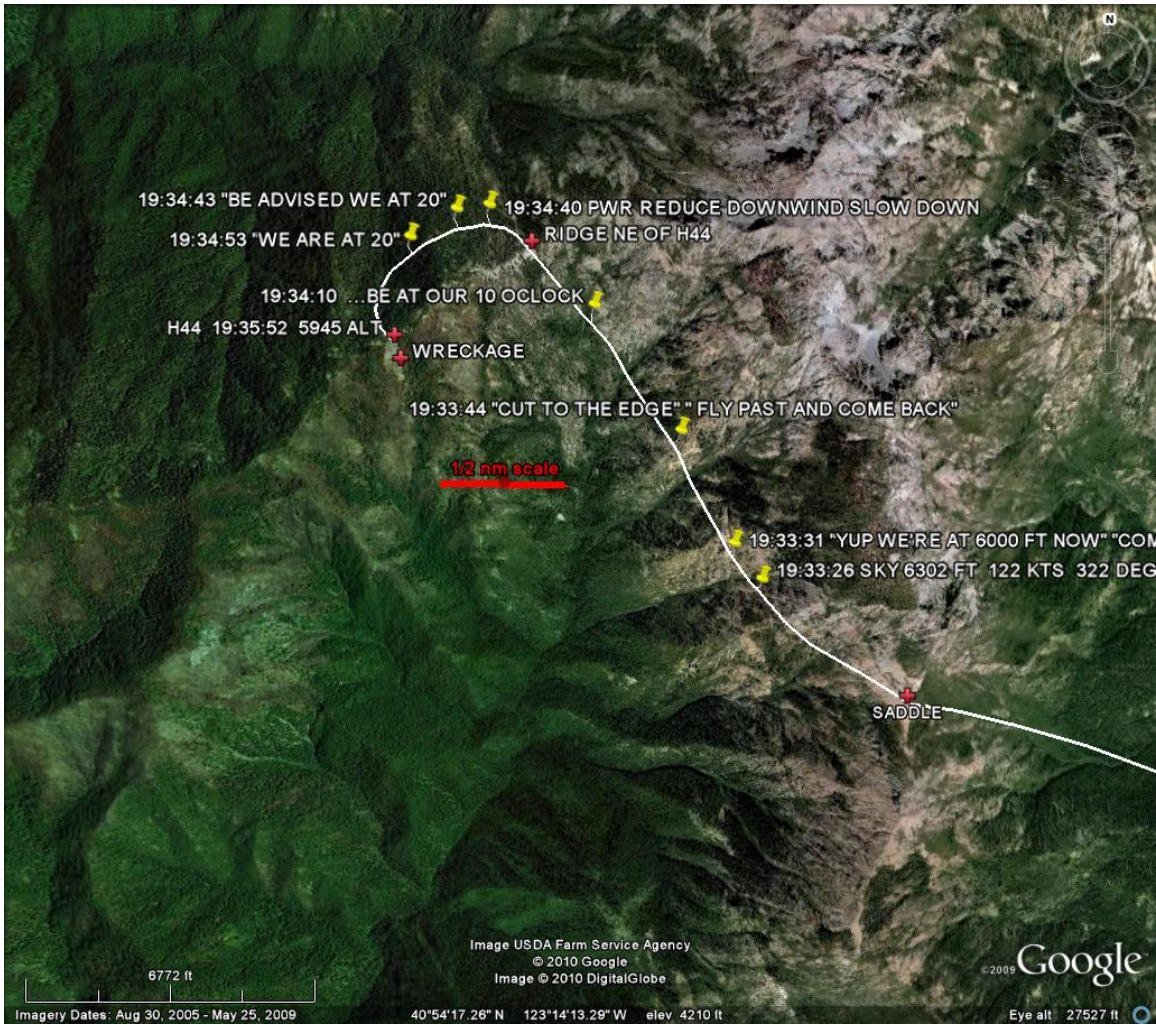 N
19:34:43 "BE ADVISED WE AT 20"
19:34:40 PWR REDUCE DOWNWIND SLOW DOWN
19:34:53 "WE ARE AT 20"
RIDGE NE OF H44
19:34:10 ...BE AT OUR 10 OCLOCK
H44 19:35:52 5945 ALT
WRECKAGE
19:33:44 "CUT TO THE EDGE" " FLY PAST AND COME BACK"
1/2 nm scale
19:33:31 "YUP WE'RE AT 6000 FT NOW" "COM
19:33:26 SKY 6302 FT 122 KTS 322 DEG
SADDLE
Image USDA Farm Service Agency
© 2010 Google
Image © 2010 DigitalGlobe
©2009 Google
6772 ft
Imagery Dates: Aug 30, 2005 - May 25, 2009 40°54'17.26" N 123°14'13.29" W elev 4210 ft Eye alt 27527 ft